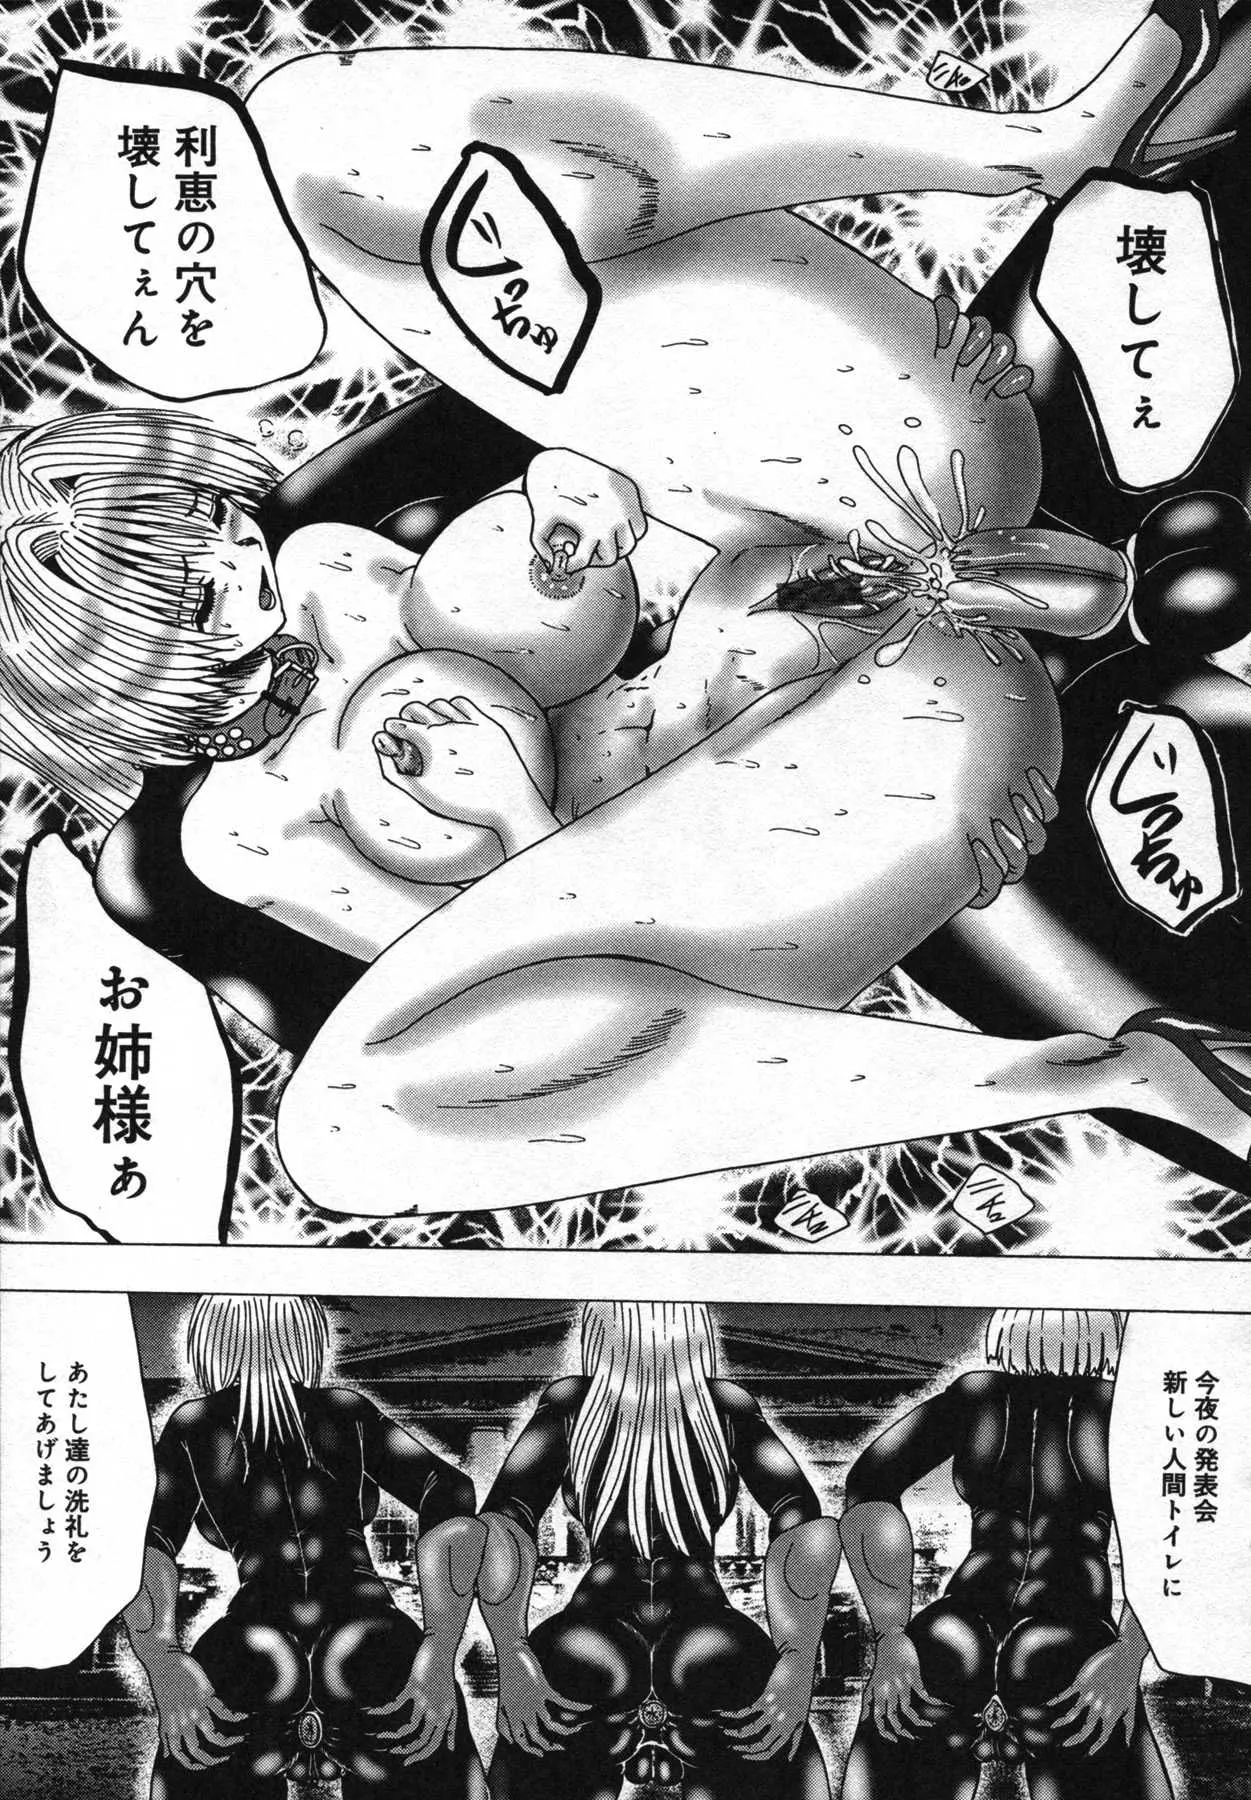 壊してぇ
じゅっちゅ
じゅっちゅ
利恵の穴を
壊してぇん
お姉様ぁ
今夜の発表会
新しい人間トイレに
あたし達の洗礼を
してあげましょう